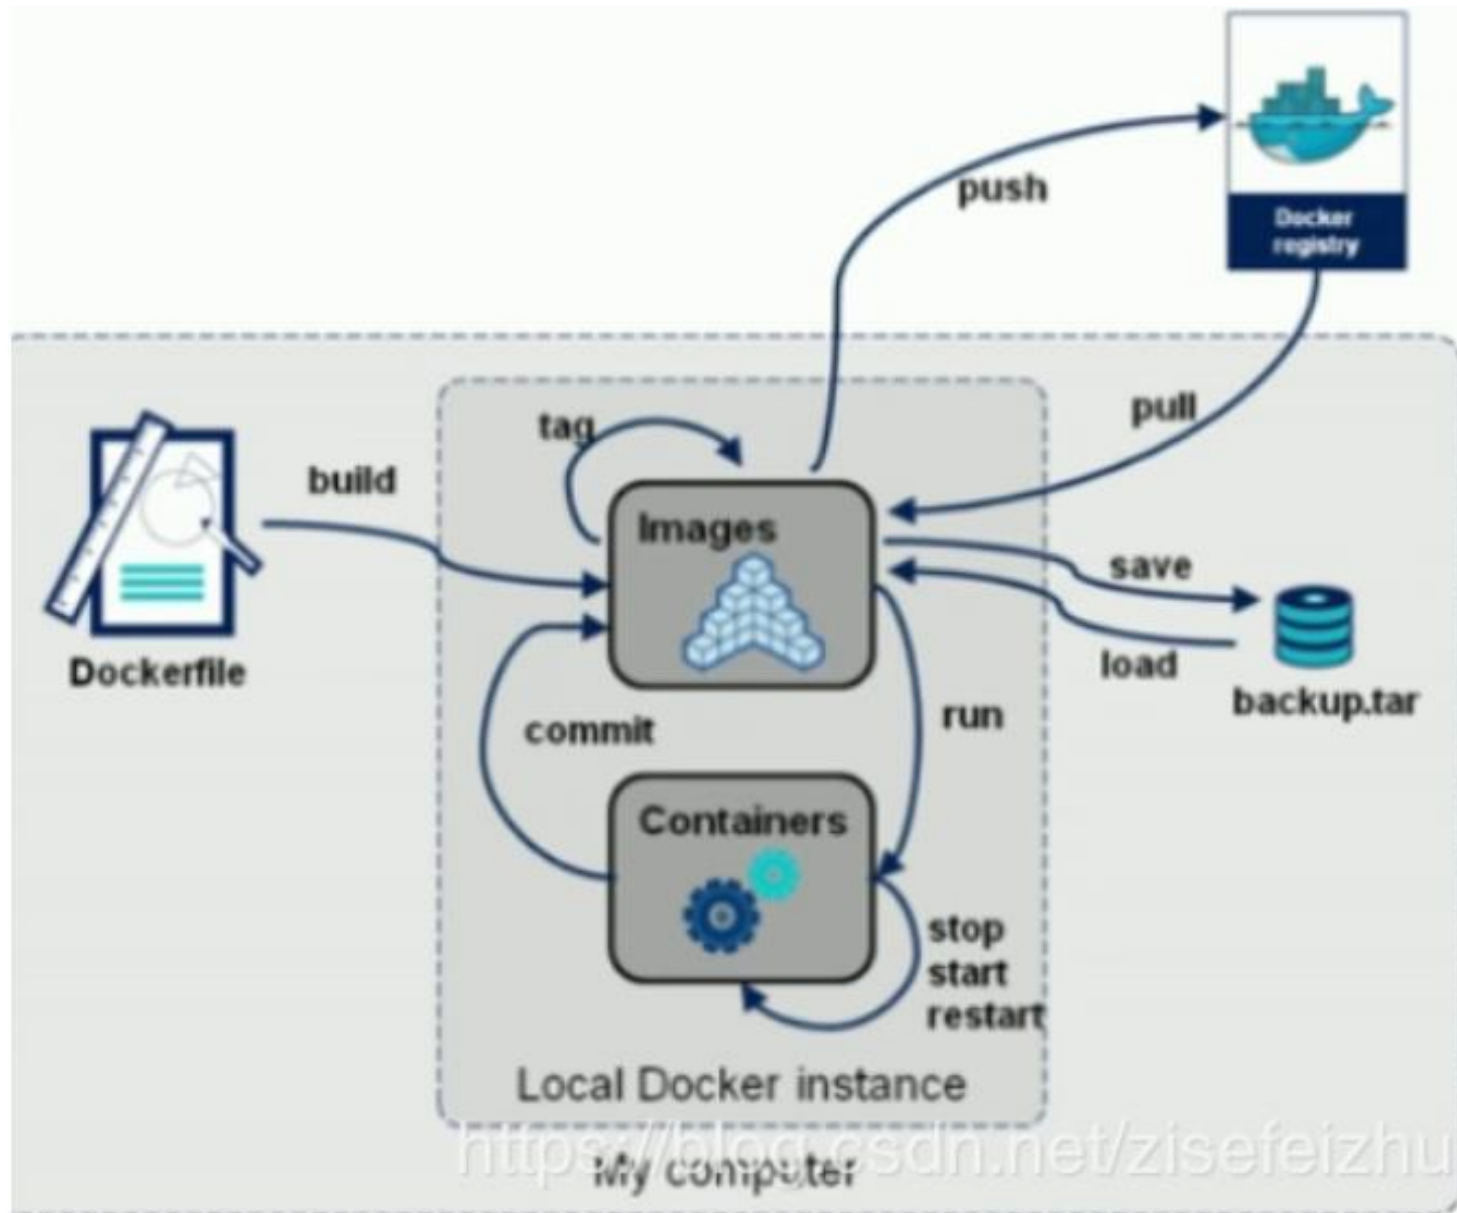 Docker
registry
push
pull
tag
build
Images
save
load
Dockerfile
backup.tar
commit
run
Containers
stop
start
restart
Local Docker instance
My computer
https://blog.csdn.net/zisefeizhu